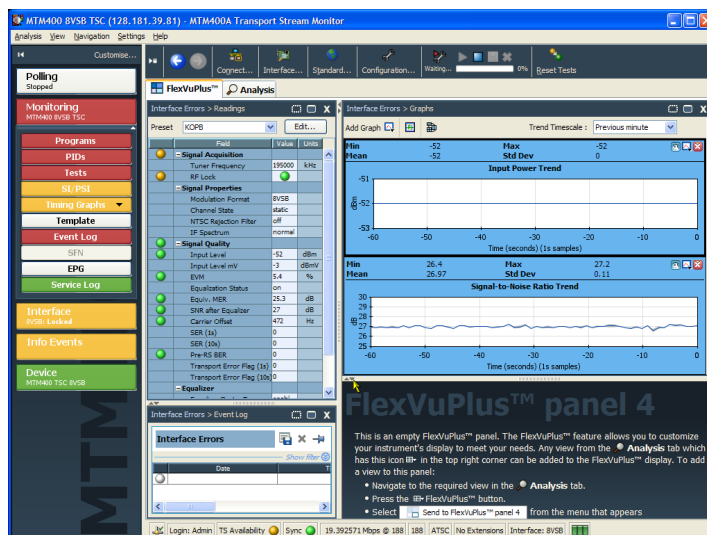 MTM400 8VSB TSC (128.181.39.81) - MTM400A Transport Stream Monitor
Analysis View Navigation Settings Help
Customise...
Connect... Interface... Standard... Configuration... Waiting... 0% Reset Tests
Polling
Stopped
Monitoring
MTM400 8VSB TSC
Programs
PIDs
Tests
SI/PSI
Timing Graphs
Template
Event Log
SFN
EPG
Service Log
Interface
8VSB: Locked
Info Events
Device
MTM400 TSC 8VSB
MTM
FlexVuPlus™ Analysis
Interface Errors > Readings
Preset KOPB Edit...
Field Value Units
Signal Acquisition
Tuner Frequency 195000 kHz
RF Lock
Signal Properties
Modulation Format 8VSB
Channel State static
NTSC Rejection Filter off
IF Spectrum normal
Signal Quality
Input Level -52 dBm
Input Level mV -3 dBmV
EVM 5.4 %
Equalization Status on
Equiv. MER 25.3 dB
SNR after Equalizer 27 dB
Carrier Offset 472 Hz
SER (1s) 0
SER (10s) 0
Pre-RS BER 0
Transport Error Flag (1s) 0
Transport Error Flag (10s) 0
Equalizer
Interface Errors > Event Log
Interface Errors
Show filter
Date
Interface Errors > Graphs
Add Graph Trend Timescale : Previous minute
Min -52 Max -52
Mean -52 Std Dev 0
Input Power Trend
-51
dBm
-52
-53
-60 -50 -40 -30 -20 -10 0
Time (seconds) (1s samples)
Min 26.4 Max 27.2
Mean 26.97 Std Dev 0.11
Signal-to-Noise Ratio Trend
30
29
28
dB
27
26
25
-60 -50 -40 -30 -20 -10 0
Time (seconds) (1s samples)
FlexVuPlus™ panel 4
This is an empty FlexVuPlus™ panel. The FlexVuPlus™ feature allows you to customize
your instrument's display to meet your needs. Any view from the Analysis tab which
has this icon in the top right corner can be added to the FlexVuPlus™ display. To add
a view to this panel:
• Navigate to the required view in the Analysis tab.
• Press the FlexVuPlus™ button.
• Select Send to FlexVuPlus™ panel 4 from the menu that appears
Login: Admin TS Availability Sync 19.392571 Mbps @ 188 188 ATSC No Extensions Interface: 8VSB